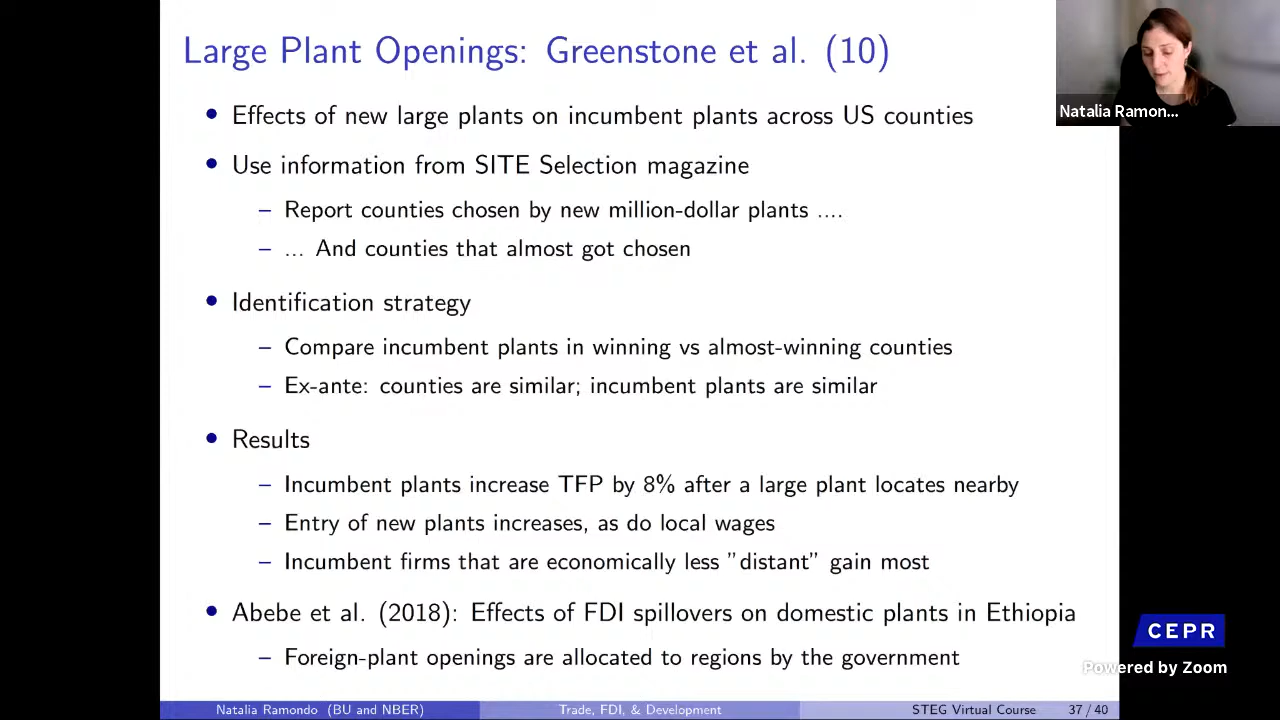 Large Plant Openings: Greenstone et al. (10)
Natalia Ramon...
• Effects of new large plants on incumbent plants across US counties
• Use information from SITE Selection magazine
– Report counties chosen by new million-dollar plants ....
– ... And counties that almost got chosen
• Identification strategy
– Compare incumbent plants in winning vs almost-winning counties
– Ex-ante: counties are similar; incumbent plants are similar
• Results
– Incumbent plants increase TFP by 8% after a large plant locates nearby
– Entry of new plants increases, as do local wages
– Incumbent firms that are economically less "distant" gain most
• Abebe et al. (2018): Effects of FDI spillovers on domestic plants in Ethiopia
– Foreign-plant openings are allocated to regions by the government
CEPR
Powered by Zoom
Natalia Ramondo (BU and NBER) Trade, FDI, & Development STEG Virtual Course 37 / 40